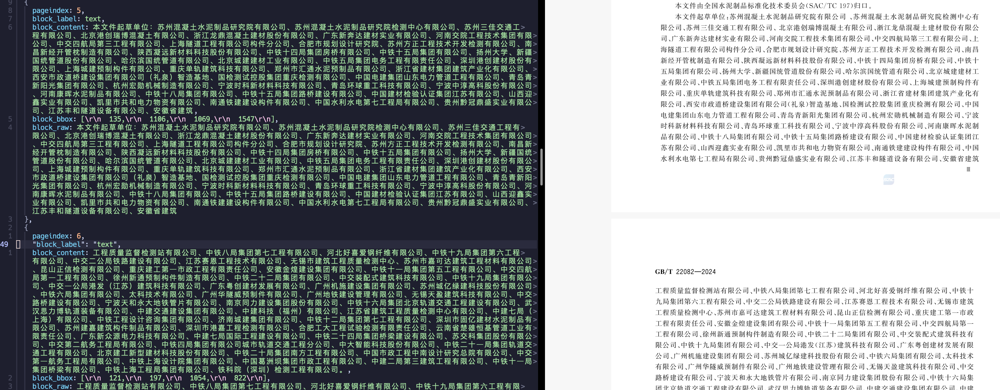 9 {
8 pageindex: 5,
7 block_label: text,
6 block_content: 本文件起草单位：苏州混凝土水泥制品研究院有限公司、苏州混凝土水泥制品研究院检测中心有限公司、苏州三佳交通工>
程有限公司、北京港创瑞博混凝土有限公司、浙江龙鼎混凝土建材股份有限公司、广东新奔达建材实业有限公司、河南交院工程技术集团有限>
公司、中交四航局第三工程有限公司、上海隧道工程有限公司构件分公司、合肥市规划设计研究院、苏州方正工程技术开发检测有限公司、南>
昌新经开管枕制造有限公司、陕西凝远新材料科技股份有限公司、中铁十四局集团房桥有限公司、中铁十五局集团有限公司、扬州大学、新疆>
国统管道股份有限公司、哈尔滨国统管道有限公司、北京城建建材工业有限公司、中铁五局集团电务工程有限责任公司、深圳港创建材股份有>
限公司、上海城建预制构件有限公司、重庆单轨建筑科技有限公司、郑州市汇通水泥预制品有限公司、浙江省建材集团建筑产业化有限公司、>
西安市政道桥建设集团有限公司（礼泉）智造基地、国检测试控股集团重庆检测有限公司、中国电建集团山东电力管道工程有限公司、青岛青>
新阳光集团有限公司、杭州宏勋机械制造有限公司、宁波时科新材料科技有限公司、青岛环球重工科技有限公司、宁波中淳高科股份有限公司>
、河南康晖水泥制品有限公司、中铁十八局集团有限公司、中铁十五局集团路桥建设有限公司、中国建材检验认证集团江苏有限公司、山西迎>
鑫实业有限公司、凯里市共和电力物资有限公司、南通铁建建设构件有限公司、中国水利水电第七工程局有限公司、贵州黔冠鼎盛实业有限公>
司、江苏丰和隧道设备有限公司、安徽省建筑,
5 block_bbox: [\r\n  135,\r\n  1106,\r\n  1069,\r\n  1547\r\n],
4 block_raw: 本文件起草单位：苏州混凝土水泥制品研究院有限公司、苏州混凝土水泥制品研究院检测中心有限公司、苏州三佳交通工程有>
限公司、北京港创瑞博混凝土有限公司、浙江龙鼎混凝土建材股份有限公司、广东新奔达建材实业有限公司、河南交院工程技术集团有限公司>
、中交四航局第三工程有限公司、上海隧道工程有限公司构件分公司、合肥市规划设计研究院、苏州方正工程技术开发检测有限公司、南昌新>
经开管枕制造有限公司、陕西凝远新材料科技股份有限公司、中铁十四局集团房桥有限公司、中铁十五局集团有限公司、扬州大学、新疆国统>
管道股份有限公司、哈尔滨国统管道有限公司、北京城建建材工业有限公司、中铁五局集团电务工程有限责任公司、深圳港创建材股份有限公>
司、上海城建预制构件有限公司、重庆单轨建筑科技有限公司、郑州市汇通水泥预制品有限公司、浙江省建材集团建筑产业化有限公司、西安>
市政道桥建设集团有限公司（礼泉）智造基地、国检测试控股集团重庆检测有限公司、中国电建集团山东电力管道工程有限公司、青岛青新阳>
光集团有限公司、杭州宏勋机械制造有限公司、宁波时科新材料科技有限公司、青岛环球重工科技有限公司、宁波中淳高科股份有限公司、河>
南康晖水泥制品有限公司、中铁十八局集团有限公司、中铁十五局集团路桥建设有限公司、中国建材检验认证集团江苏有限公司、山西迎鑫实>
业有限公司、凯里市共和电力物资有限公司、南通铁建建设构件有限公司、中国水利水电第七工程局有限公司、贵州黔冠鼎盛实业有限公司、>
江苏丰和隧道设备有限公司、安徽省建筑
3 },
2 {
1 pageindex: 6,
49 "block_label": "text",
1 block_content: 工程质量监督检测站有限公司、中铁八局集团第七工程有限公司、河北好喜爱钢纤维有限公司、中铁十九局集团第六工程>
有限公司、中交二公局铁路建设有限公司、江苏赛恩工程技术有限公司、无锡市建筑工程质量检测中心、苏州市嘉可达建筑工程材料有限公司>
、昆山正信检测有限公司、重庆建工第一市政工程有限责任公司、安徽金煌建设集团有限公司、中铁十一局集团第五工程有限公司、中交四航>
局第一工程有限公司、徐州新通预制构件制造有限公司、中铁二十二局集团有限公司、中交装配式建筑科技有限公司、中铁十九局集团有限公>
司、中交一公局港发（江苏）建筑科技有限公司、广东粤创建材发展有限公司、广州机施建设集团有限公司、苏州城亿绿建科技股份有限公司>
、中铁六局集团有限公司、太科技术有限公司、广州华隧威预制件有限公司、广州地铁建设管理有限公司、无锡天盈建筑科技有限公司、中交>
路桥建设有限公司、宁波天和永大地铁管片有限公司、南京同力建设集团股份有限公司、中铁十六局集团北京轨道交通工程建设有限公司、武>
汉思力博轨道装备有限公司、中建交通建设集团有限公司、中建科技（福州）有限公司、江苏省建筑工程质量检测中心有限公司、中建七局（>
上海）有限公司、中铁工程设计咨询集团有限公司、济南城建集团有限公司、中铁十二局集团第七工程有限公司、深圳市固亿建材水泥制品有>
限公司、苏州建嘉建筑构件制品有限公司、深圳市港嘉工程检测有限公司、合肥工大工程试验检测有限责任公司、云南省楚雄恒基管道工业有>
限责任公司、广东新众源电力科技有限公司、中建七局国际工程建设有限公司、中铁二十四局集团桥梁建设有限公司、苏交科集团股份有限公>
司、中交第二航务工程局有限公司、中铁四局集团有限公司城市轨道交通工程分公司、中大智能科技股份有限公司、中铁二十一局集团轨道交>
通工程有限公司、北京建工新型建材科技股份有限公司、中铁二十局集团南方工程有限公司、中国市政工程中南设计研究总院有限公司、中交>
第一航务工程局有限公司、中铁上海设计院集团有限公司、中国葛洲坝集团市政工程有限公司、中建二局第三建筑工程有限公司、中铁十一局>
集团桥梁有限公司、中铁上海工程局集团有限公司、铁科院（深圳）检测工程有限公司。,
2 block_bbox: [\r\n  121,\r\n  197,\r\n  1054,\r\n  822\r\n],
3 block_raw: 工程质量监督检测站有限公司、中铁八局集团第七工程有限公司、河北好喜爱钢纤维有限公司、中铁十九局集团第六工程有限>
本文件由全国水泥制品标准化技术委员会(SAC/TC 197)归口。
本文件起草单位:苏州混凝土水泥制品研究院有限公司 、苏州混凝土水泥制品研究院检测中心有
限公司、苏州三佳交通工程有限公司、北京港创瑞博混凝土有限公司、浙江龙鼎混凝土建材股份有限公
司、广东新奔达建材实业有限公司、河南交院工程技术集团有限公司、中交四航局第三工程有限公司、上
海隧道工程有限公司构件分公司、合肥市规划设计研究院、苏州方正工程技术开发检测有限公司、南昌
新经开管枕制造有限公司、陕西凝远新材料科技股份有限公司、中铁十四局集团房桥有限公司、中铁十
五局集团有限公司、扬州大学、新疆国统管道股份有限公司、哈尔滨国统管道有限公司、北京城建建材工
业有限公司、中铁五局集团电务工程有限责任公司、深圳港创建材股份有限公司、上海城建预制构件有
限公司、重庆单轨建筑科技有限公司、郑州市汇通水泥预制品有限公司、浙江省建材集团建筑产业化有
限公司、西安市政道桥建设集团有限公司(礼泉)智造基地、国检测试控股集团重庆检测有限公司、中国
电建集团山东电力管道工程有限公司、青岛青新阳光集团有限公司、杭州宏勋机械制造有限公司、宁波
时科新材料科技有限公司、青岛环球重工科技有限公司、宁波中淳高科股份有限公司、河南康晖水泥制
品有限公司、中铁十八局集团有限公司、中铁十五局集团路桥建设有限公司、中国建材检验认证集团江
苏有限公司、山西迎鑫实业有限公司、凯里市共和电力物资有限公司、南通铁建建设构件有限公司、中国
水利水电第七工程局有限公司、贵州黔冠鼎盛实业有限公司、江苏丰和隧道设备有限公司、安徽省建筑
Ⅲ
SAC
GB/T 22082—2024
工程质量监督检测站有限公司、中铁八局集团第七工程有限公司、河北好喜爱钢纤维有限公司、中铁十
九局集团第六工程有限公司、中交二公局铁路建设有限公司、江苏赛恩工程技术有限公司、无锡市建筑
工程质量检测中心、苏州市嘉可达建筑工程材料有限公司、昆山正信检测有限公司、重庆建工第一市政
工程有限责任公司、安徽金煌建设集团有限公司、中铁十一局集团第五工程有限公司、中交四航局第一
工程有限公司、徐州新通预制构件制造有限公司、中铁二十二局集团有限公司、中交装配式建筑科技有
限公司、中铁十九局集团有限公司、中交一公局港发(江苏)建筑科技有限公司、广东粤创建材发展有限
公司、广州机施建设集团有限公司、苏州城亿绿建科技股份有限公司、中铁六局集团有限公司、太科技术
有限公司、广州华隧威预制件有限公司、广州地铁建设管理有限公司、无锡天盈建筑科技有限公司、中交
路桥建设有限公司、宁波天和永大地铁管片有限公司、南京同力建设集团股份有限公司、中铁十六局集
团北京轨道交通工程建设有限公司、武汉思力博轨道装备有限公司、中建交通建设集团有限公司、中建